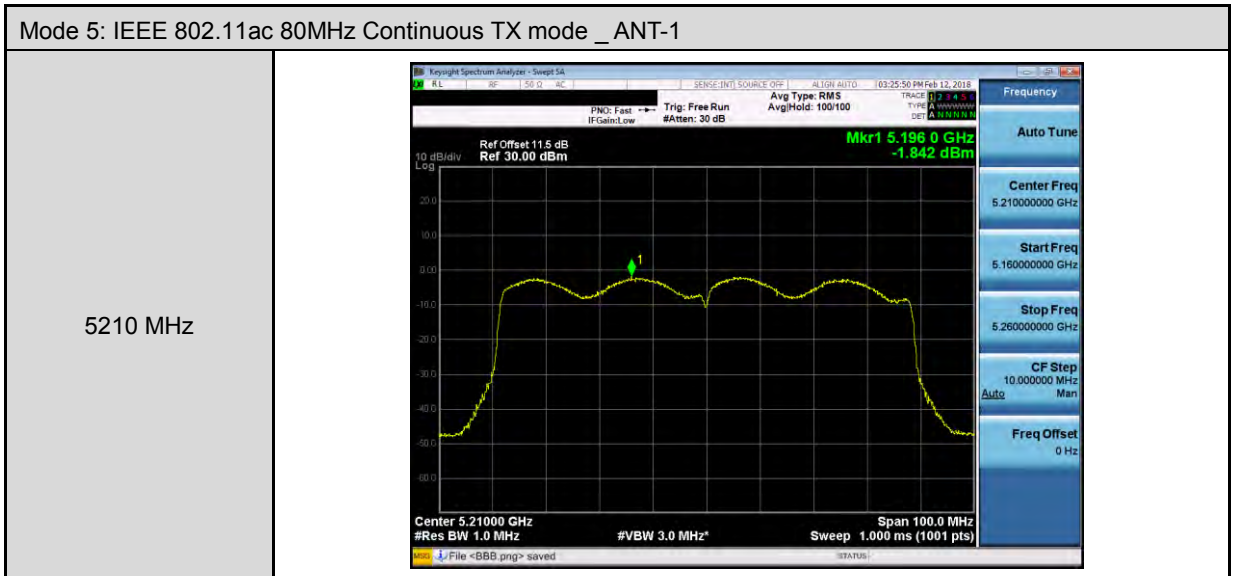 Mode 5: IEEE 802.11ac 80MHz Continuous TX mode _ ANT-1
5210 MHz
Keysight Spectrum Analyzer - Swept SA
RL RF 50 Ω AC SENSE:INT SOURCE OFF ALIGN AUTO 03:25:50 PM Feb 12, 2018
PNO: Fast
IFGain:Low
Trig: Free Run
#Atten: 30 dB
Avg Type: RMS
Avg|Hold: 100/100
TRACE 1 2 3 4 5 6
TYPE A WWWWW
DET A N N N N N
Mkr1 5.196 0 GHz
-1.842 dBm
Ref Offset 11.5 dB
10 dB/div Ref 30.00 dBm
Log
20.0
10.0
0.00
-10.0
-20.0
-30.0
-40.0
-50.0
-60.0
1
Center 5.21000 GHz Span 100.0 MHz
#Res BW 1.0 MHz #VBW 3.0 MHz* Sweep 1.000 ms (1001 pts)
MSG File <BBB.png> saved STATUS
Frequency
Auto Tune
Center Freq
5.210000000 GHz
Start Freq
5.160000000 GHz
Stop Freq
5.260000000 GHz
CF Step
10.000000 MHz
Auto Man
Freq Offset
0 Hz